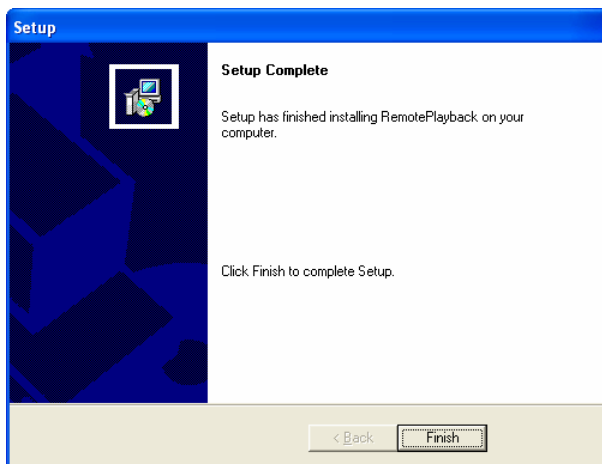 Setup
Setup Complete
Setup has finished installing RemotePlayback on your
computer.
Click Finish to complete Setup.
< Back
Finish